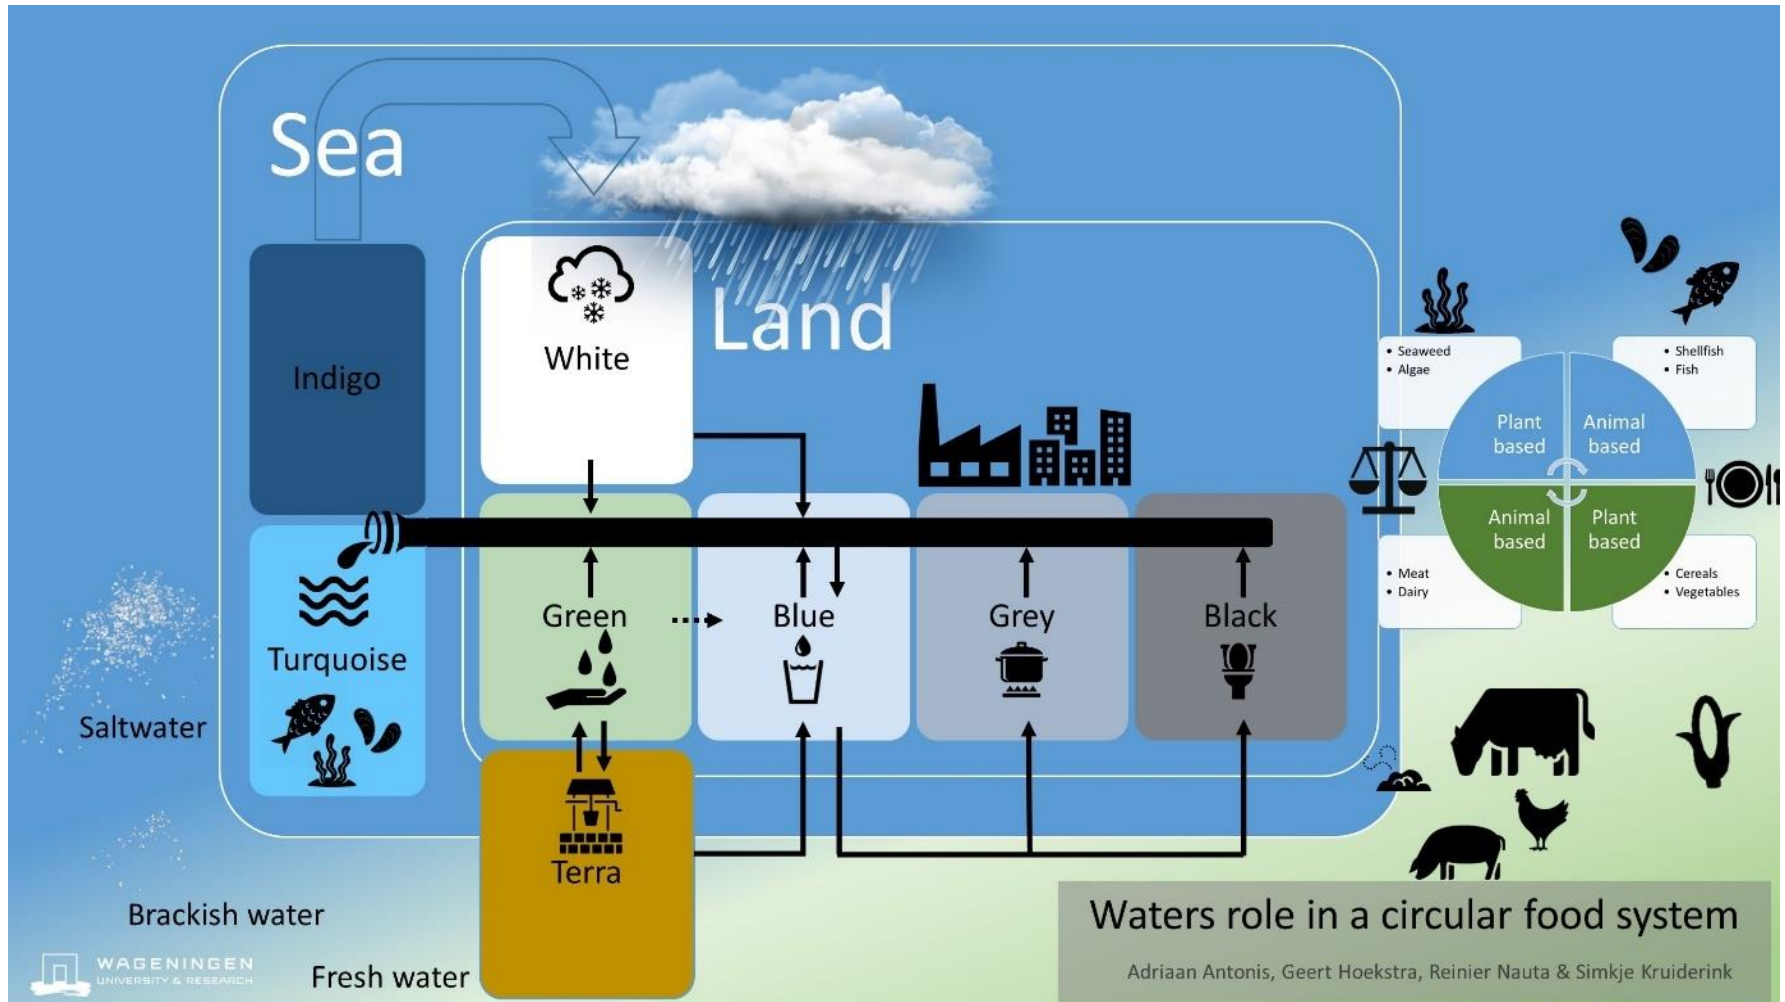 Sea
Land
Indigo
White
Turquoise
Green
Blue
Grey
Black
Terra
Saltwater
Brackish water
Fresh water
• Seaweed
• Algae
• Shellfish
• Fish
Plant
based
Animal
based
Animal
based
Plant
based
• Meat
• Dairy
• Cereals
• Vegetables
Waters role in a circular food system
Adriaan Antonis, Geert Hoekstra, Reinier Nauta & Simkje Kruiderink
WAGENINGEN
UNIVERSITY & RESEARCH